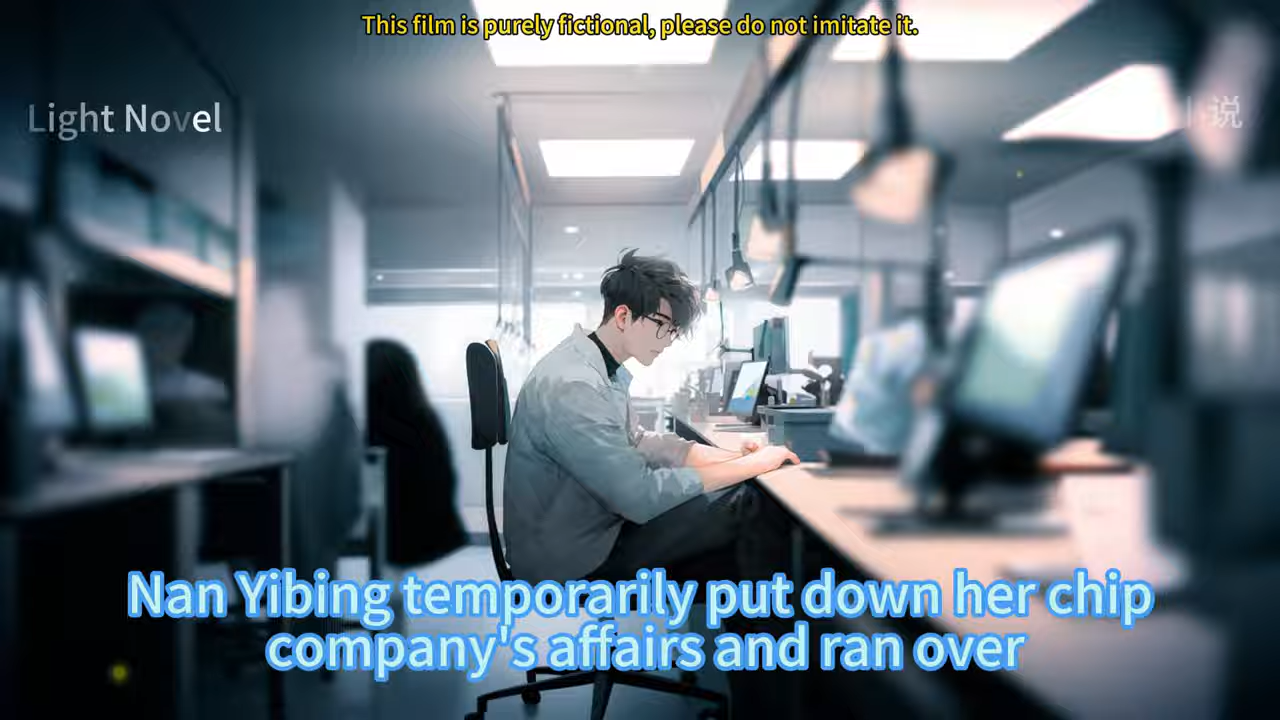 This film is purely fictional, please do not imitate it.
Light Novel
说
Nan Yibing temporarily put down her chip
company's affairs and ran over